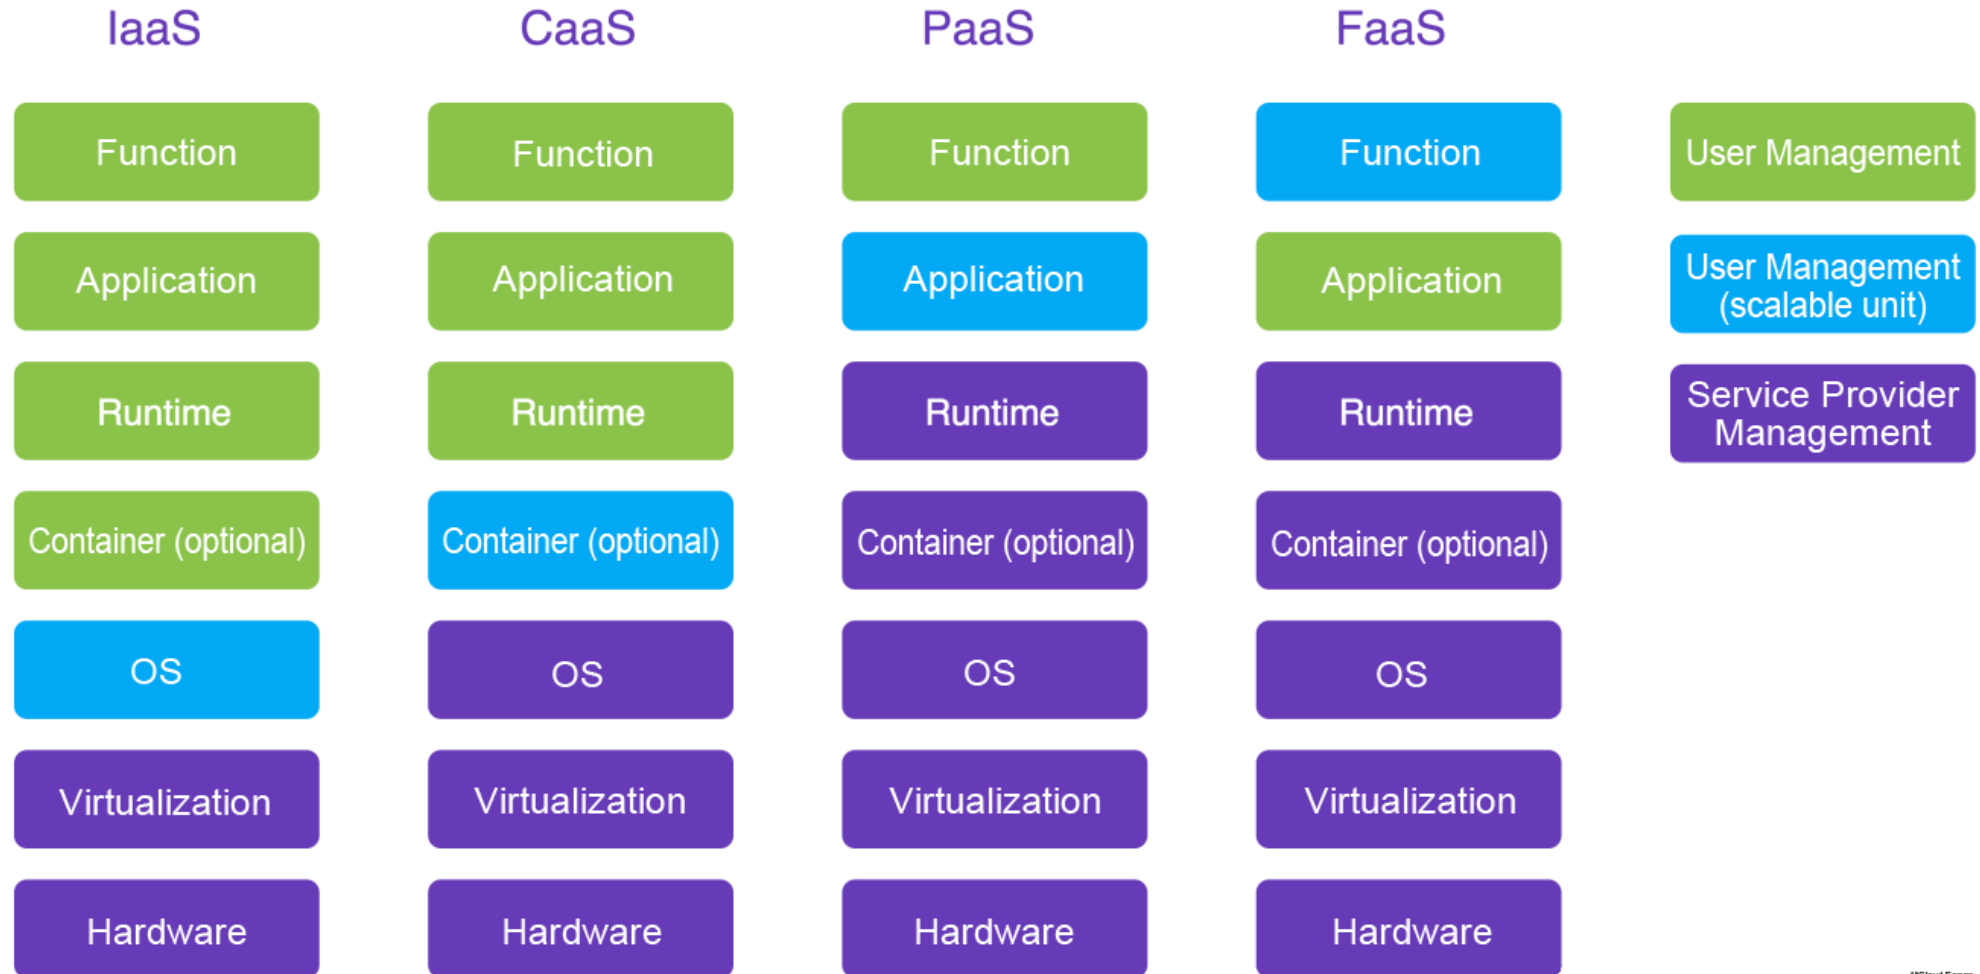 IaaS
CaaS
PaaS
FaaS
Function
Function
Function
Function
User Management
Application
Application
Application
Application
User Management
(scalable unit)
Runtime
Runtime
Runtime
Runtime
Service Provider
Management
Container (optional)
Container (optional)
Container (optional)
Container (optional)
OS
OS
OS
OS
Virtualization
Virtualization
Virtualization
Virtualization
Hardware
Hardware
Hardware
Hardware